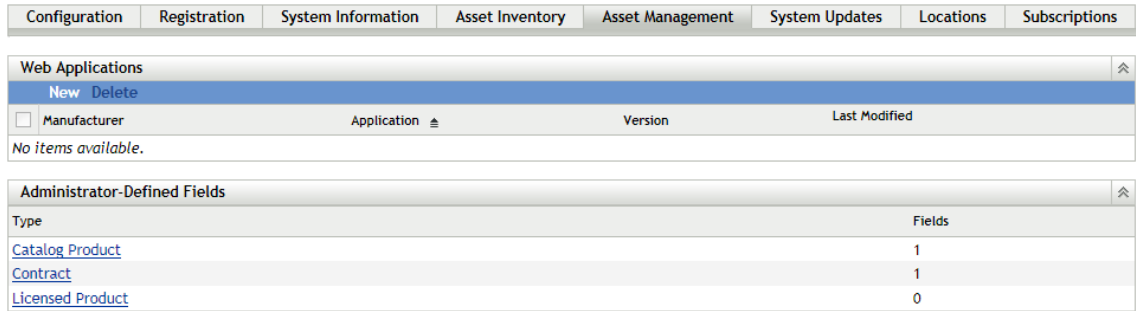 Configuration Registration System Information Asset Inventory Asset Management System Updates Locations Subscriptions
Web Applications
New Delete
Manufacturer Application Version Last Modified
No items available.
Administrator-Defined Fields
Type Fields
Catalog Product 1
Contract 1
Licensed Product 0